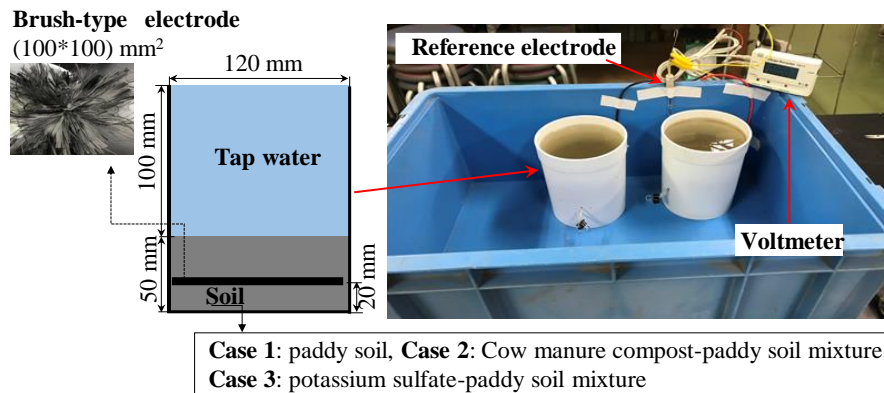 Brush-type electrode
(100*100) mm²
120 mm
100 mm
Tap water
50 mm
Soil
20 mm
Reference electrode
Voltmeter
Case 1: paddy soil, Case 2: Cow manure compost-paddy soil mixture
Case 3: potassium sulfate-paddy soil mixture